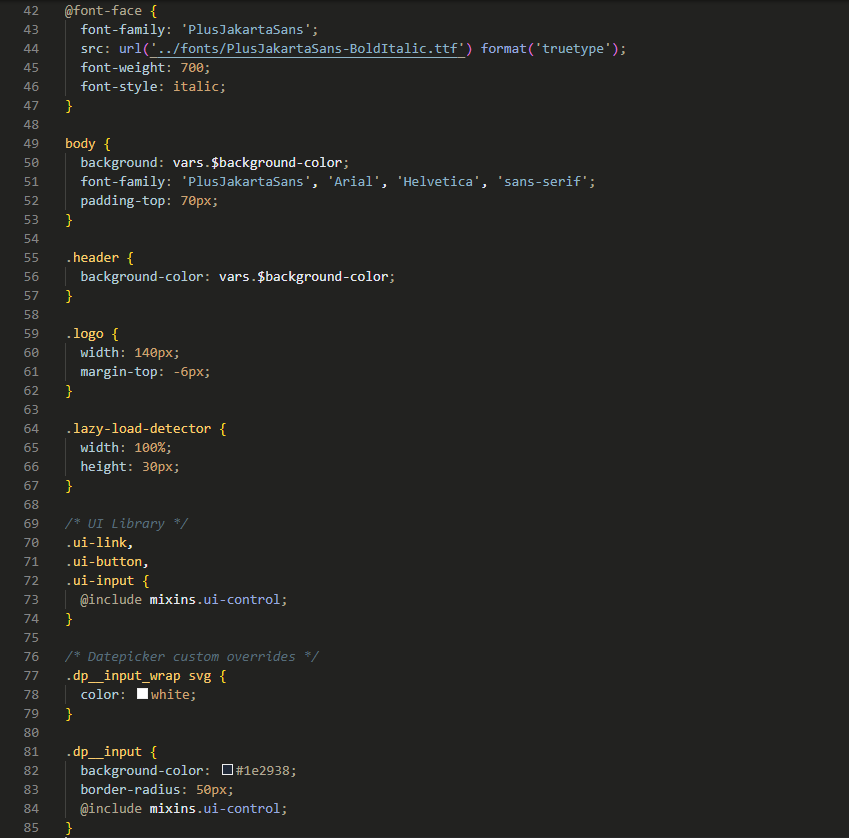 42 @font-face {
43 font-family: 'PlusJakartaSans';
44 src: url('../fonts/PlusJakartaSans-BoldItalic.ttf') format('truetype');
45 font-weight: 700;
46 font-style: italic;
47 }
48
49 body {
50 background: vars.$background-color;
51 font-family: 'PlusJakartaSans', 'Arial', 'Helvetica', 'sans-serif';
52 padding-top: 70px;
53 }
54
55 .header {
56 background-color: vars.$background-color;
57 }
58
59 .logo {
60 width: 140px;
61 margin-top: -6px;
62 }
63
64 .lazy-load-detector {
65 width: 100%;
66 height: 30px;
67 }
68
69 /* UI Library */
70 .ui-link,
71 .ui-button,
72 .ui-input {
73 @include mixins.ui-control;
74 }
75
76 /* Datepicker custom overrides */
77 .dp__input_wrap svg {
78 color: white;
79 }
80
81 .dp__input {
82 background-color: #1e2938;
83 border-radius: 50px;
84 @include mixins.ui-control;
85 }